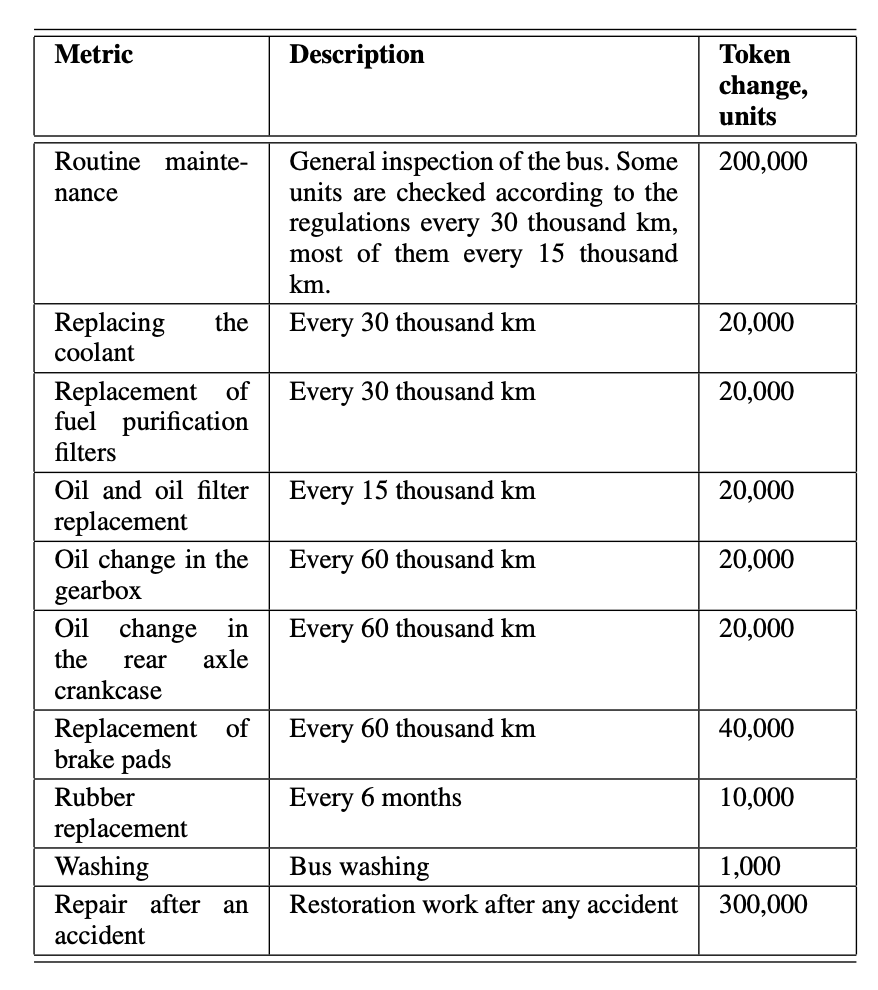 Metric Description Token
change,
units
Routine mainte-
nance
General inspection of the bus. Some
units are checked according to the
regulations every 30 thousand km,
most of them every 15 thousand
km.
200,000
Replacing the
coolant
Every 30 thousand km
20,000
Replacement of
fuel purification
filters
Every 30 thousand km
20,000
Oil and oil filter
replacement
Every 15 thousand km
20,000
Oil change in the
gearbox
Every 60 thousand km
20,000
Oil change in
the rear axle
crankcase
Every 60 thousand km
20,000
Replacement of
brake pads
Every 60 thousand km
40,000
Rubber
replacement
Every 6 months
10,000
Washing
Bus washing
1,000
Repair after an
accident
Restoration work after any accident
300,000